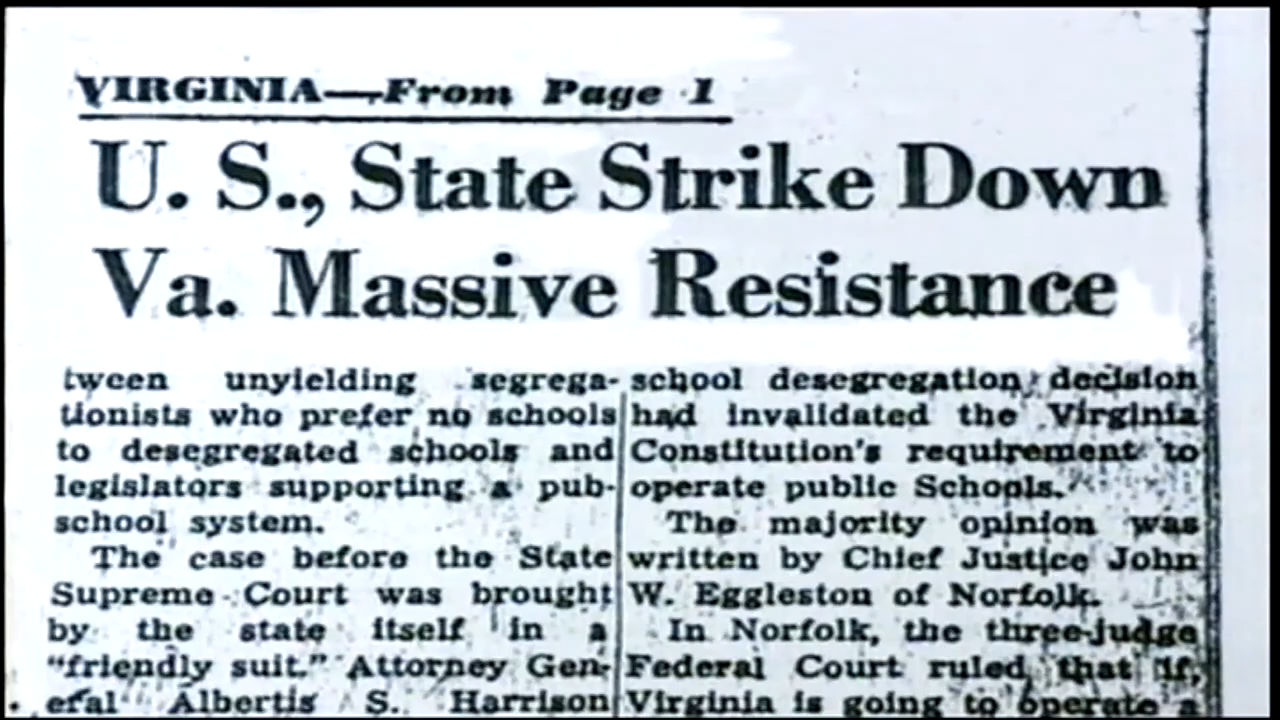 VIRGINIA—From Page 1
U. S., State Strike Down
Va. Massive Resistance
tween unyielding segrega-
tionists who prefer no schools
to desegregated schools and
legislators supporting a pub-
school system.
The case before the State
Supreme Court was brought
by the state itself in a
"friendly suit." Attorney Gen-
eral Albertis S. Harrison
school desegregation decision
had invalidated the Virginia
Constitution's requirement to
operate public Schools.
The majority opinion was
written by Chief Justice John
W. Eggleston of Norfolk.
In Norfolk, the three-judge
Federal Court ruled that if,
Virginia is going to operate a